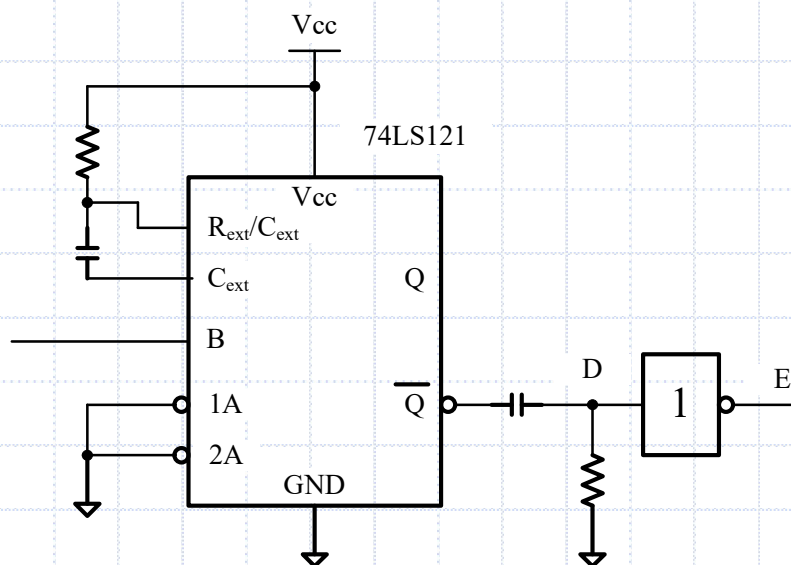 Vcc
74LS121
Vcc
Rext/Cext
Cext
Q
B
D
E
1A
Q̅
1
2A
GND